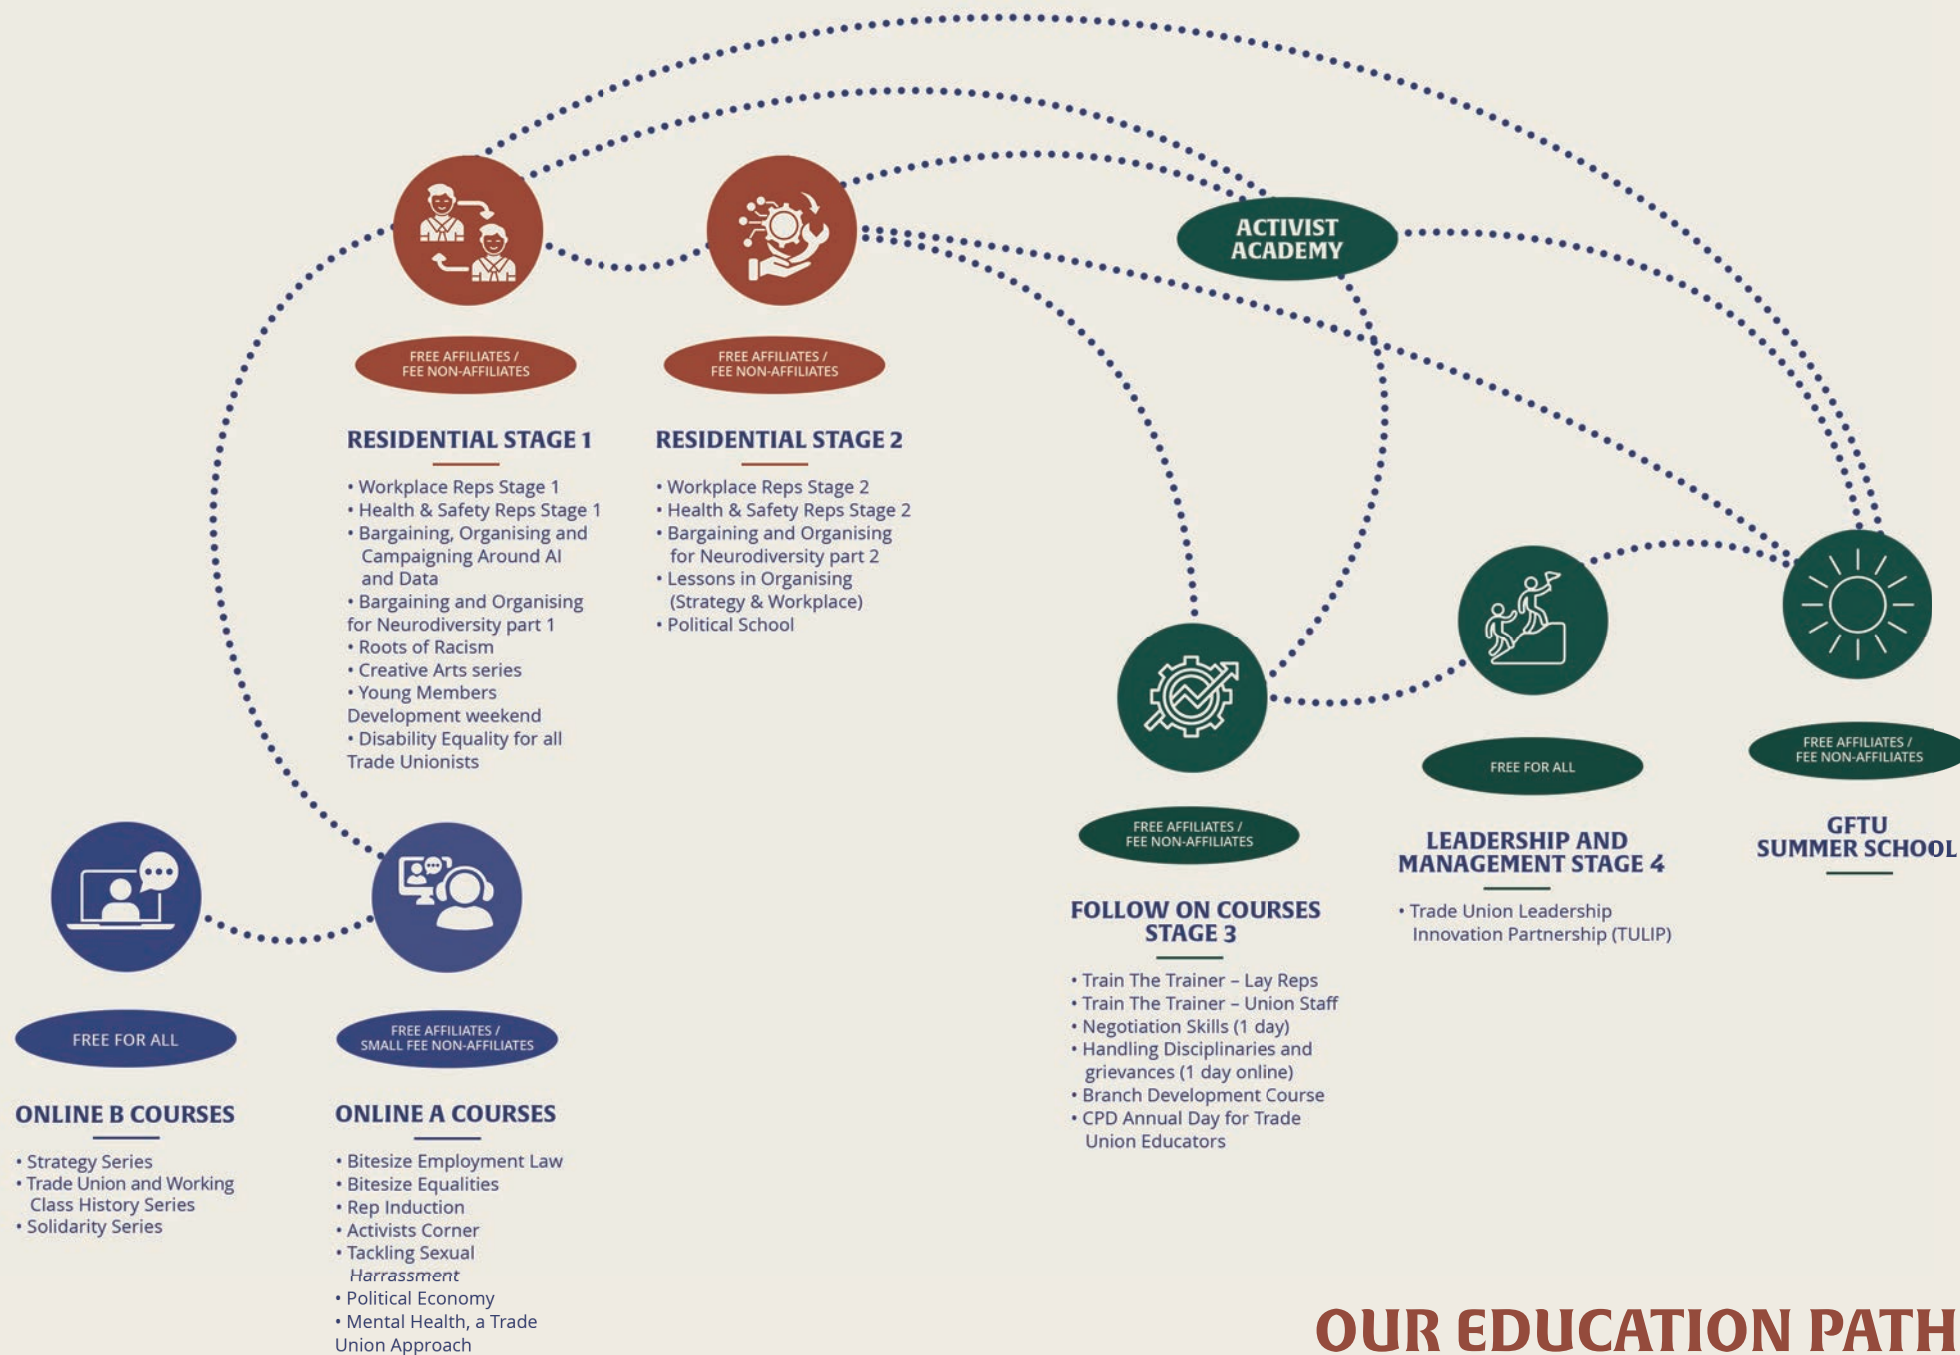 ACTIVIST
ACADEMY
FREE AFFILIATES /
FEE NON-AFFILIATES
RESIDENTIAL STAGE 1
• Workplace Reps Stage 1
• Health & Safety Reps Stage 1
• Bargaining, Organising and
Campaigning Around AI
and Data
• Bargaining and Organising
for Neurodiversity part 1
• Roots of Racism
• Creative Arts series
• Young Members
Development weekend
• Disability Equality for all
Trade Unionists
FREE AFFILIATES /
FEE NON-AFFILIATES
RESIDENTIAL STAGE 2
• Workplace Reps Stage 2
• Health & Safety Reps Stage 2
• Bargaining and Organising
for Neurodiversity part 2
• Lessons in Organising
(Strategy & Workplace)
• Political School
FREE FOR ALL
ONLINE B COURSES
• Strategy Series
• Trade Union and Working
Class History Series
• Solidarity Series
FREE AFFILIATES /
SMALL FEE NON-AFFILIATES
ONLINE A COURSES
• Bitesize Employment Law
• Bitesize Equalities
• Rep Induction
• Activists Corner
• Tackling Sexual
Harrassment
• Political Economy
• Mental Health, a Trade
Union Approach
FREE AFFILIATES /
FEE NON-AFFILIATES
FOLLOW ON COURSES
STAGE 3
• Train The Trainer – Lay Reps
• Train The Trainer – Union Staff
• Negotiation Skills (1 day)
• Handling Disciplinaries and
grievances (1 day online)
• Branch Development Course
• CPD Annual Day for Trade
Union Educators
FREE FOR ALL
LEADERSHIP AND
MANAGEMENT STAGE 4
• Trade Union Leadership
Innovation Partnership (TULIP)
FREE AFFILIATES /
FEE NON-AFFILIATES
GFTU
SUMMER SCHOOL
OUR EDUCATION PATH